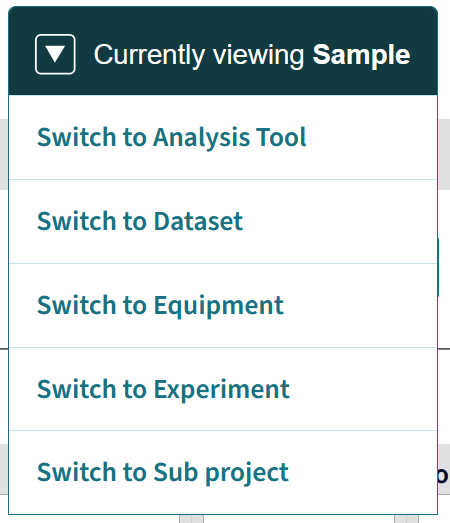 Currently viewing Sample
Switch to Analysis Tool
Switch to Dataset
Switch to Equipment
Switch to Experiment
Switch to Sub project